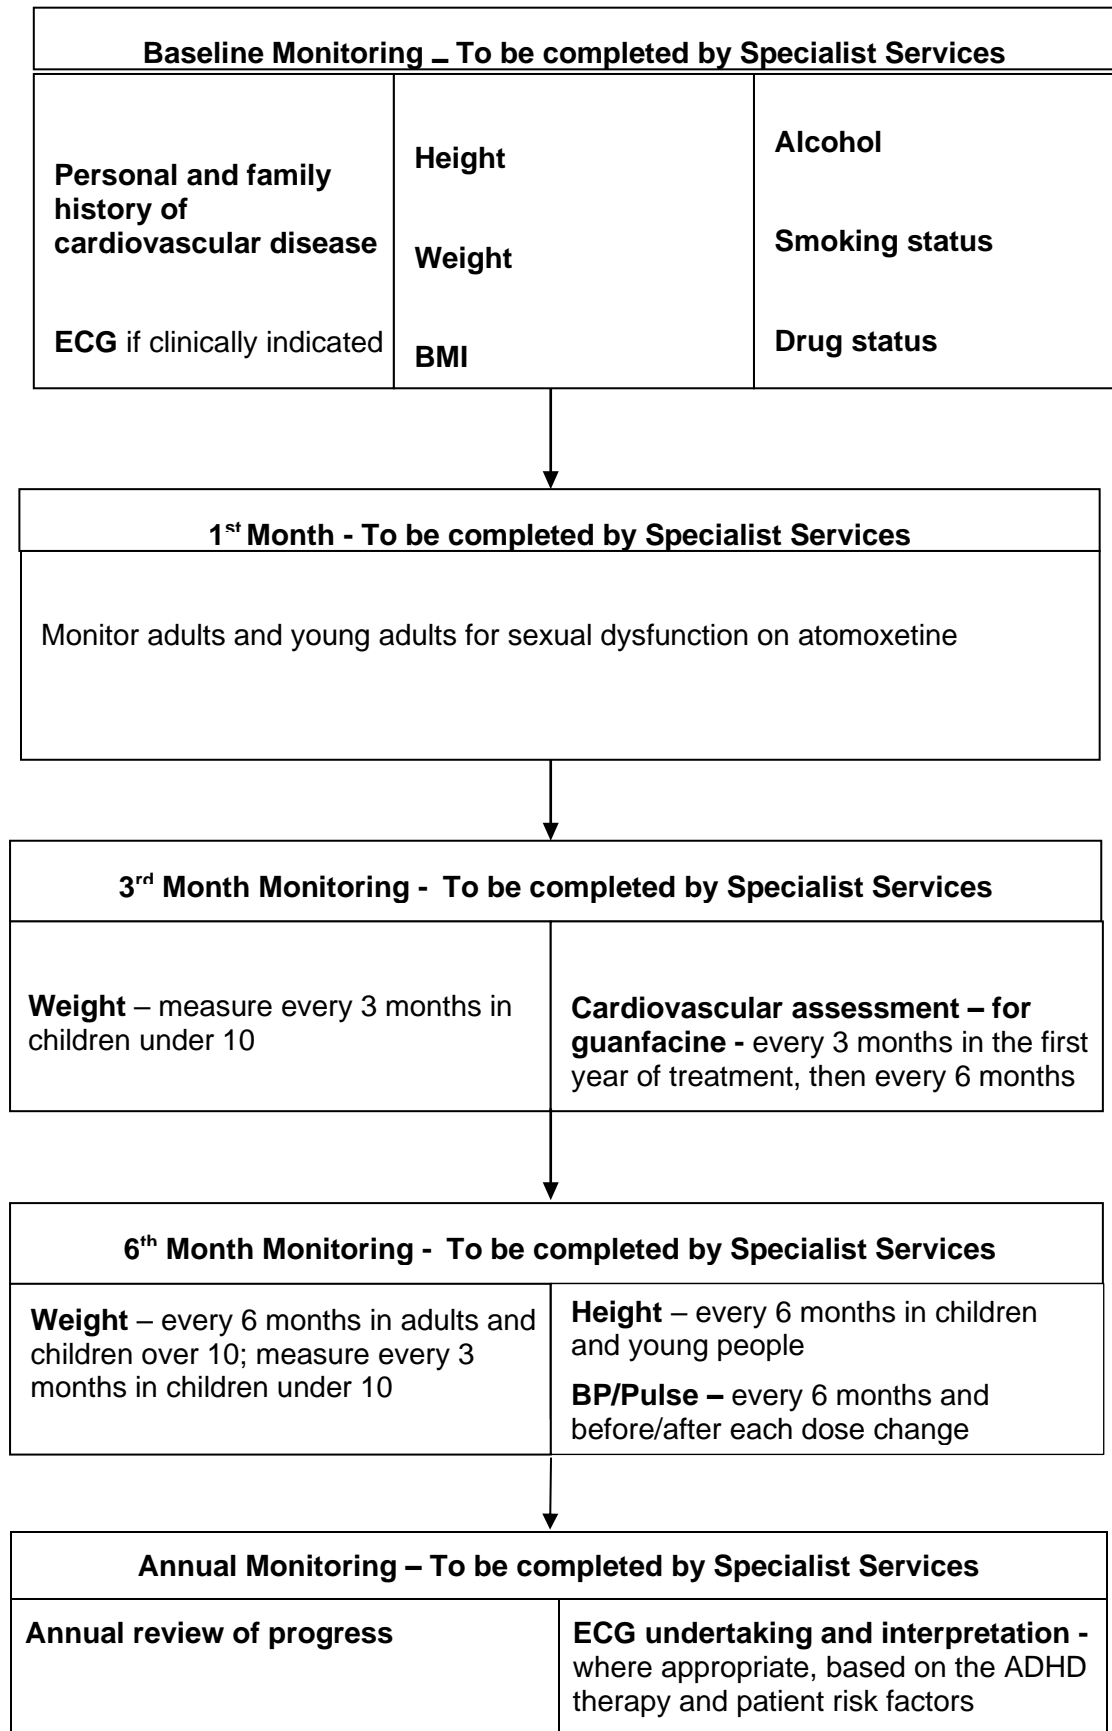 Baseline Monitoring – To be completed by Specialist Services
Personal and family
history of
cardiovascular disease
ECG if clinically indicated
Height
Weight
BMI
Alcohol
Smoking status
Drug status
1st Month - To be completed by Specialist Services
Monitor adults and young adults for sexual dysfunction on atomoxetine
3rd Month Monitoring - To be completed by Specialist Services
Weight – measure every 3 months in
children under 10
Cardiovascular assessment – for
guanfacine - every 3 months in the first
year of treatment, then every 6 months
6th Month Monitoring - To be completed by Specialist Services
Weight – every 6 months in adults and
children over 10; measure every 3
months in children under 10
Height – every 6 months in children
and young people
BP/Pulse – every 6 months and
before/after each dose change
Annual Monitoring – To be completed by Specialist Services
Annual review of progress
ECG undertaking and interpretation -
where appropriate, based on the ADHD
therapy and patient risk factors